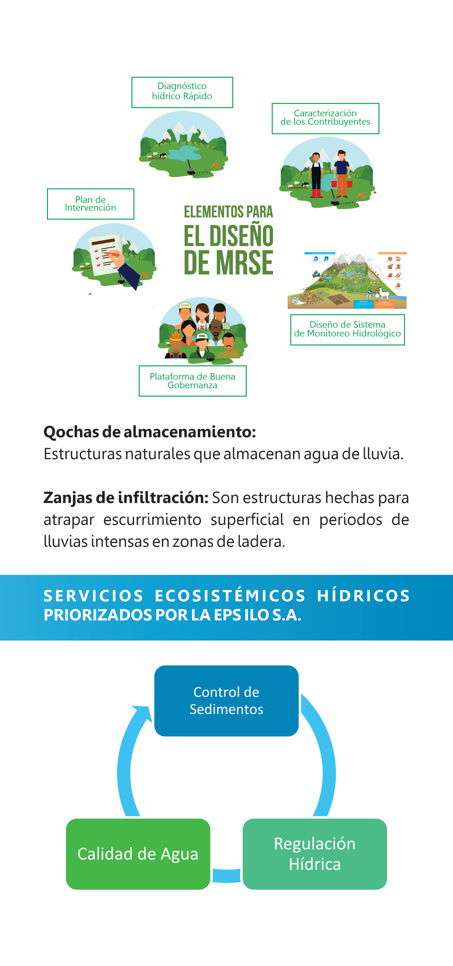 Diagnóstico
hídrico Rápido
Caracterización
de los Contribuyentes
Plan de
Intervención
ELEMENTOS PARA
EL DISEÑO
DE MRSE
Diseño de Sistema
de Monitoreo Hidrológico
Plataforma de Buena
Gobernanza
Qochas de almacenamiento:
Estructuras naturales que almacenan agua de lluvia.
Zanjas de infiltración: Son estructuras hechas para
atrapar escurrimiento superficial en periodos de
lluvias intensas en zonas de ladera.
SERVICIOS ECOSISTÉMICOS HÍDRICOS
PRIORIZADOS POR LA EPS ILO S.A.
Control de
Sedimentos
Calidad de Agua
Regulación
Hídrica